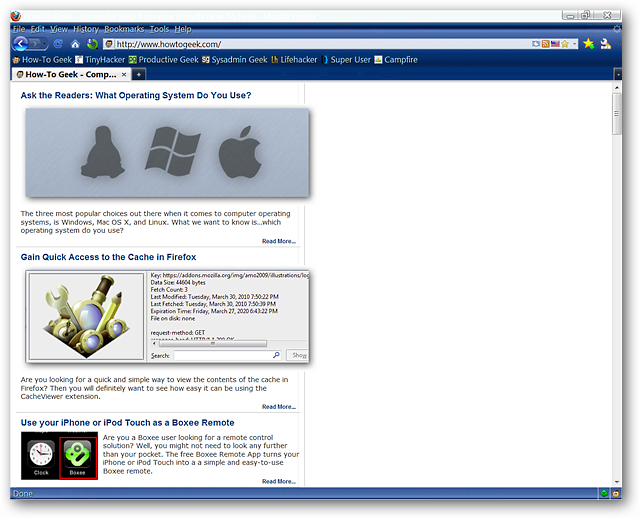 File Edit View History Bookmarks Tools Help
http://www.howtogeek.com/
How-To Geek TinyHacker Productive Geek Sysadmin Geek Lifehacker Super User Campfire
How-To Geek - Comp...
Ask the Readers: What Operating System Do You Use?
The three most popular choices out there when it comes to computer operating
systems, is Windows, Mac OS X, and Linux. What we want to know is...which
operating system do you use?
Read More...
Gain Quick Access to the Cache in Firefox
Key: https://addons.mozilla.org/img/amo2009/illustrations/log
Data Size: 44604 bytes
Fetch Count: 3
Last Modified: Tuesday, March 30, 2010 7:50:22 PM
Last Fetched: Tuesday, March 30, 2010 7:50:39 PM
Expiration Time: Friday, March 27, 2020 6:43:22 PM
File on disk: none
request-method: GET
Search: Show
Are you looking for a quick and simple way to view the contents of the cache in
Firefox? Then you will definitely want to see how easy it can be using the
CacheViewer extension.
Read More...
Use your iPhone or iPod Touch as a Boxee Remote
Clock Boxee
Are you a Boxee user looking for a remote control
solution? Well, you might not need to look any further
than your pocket. The free Boxee Remote App turns your
iPhone or iPod Touch into a a simple and easy-to-use
Boxee remote.
Read More...
Done